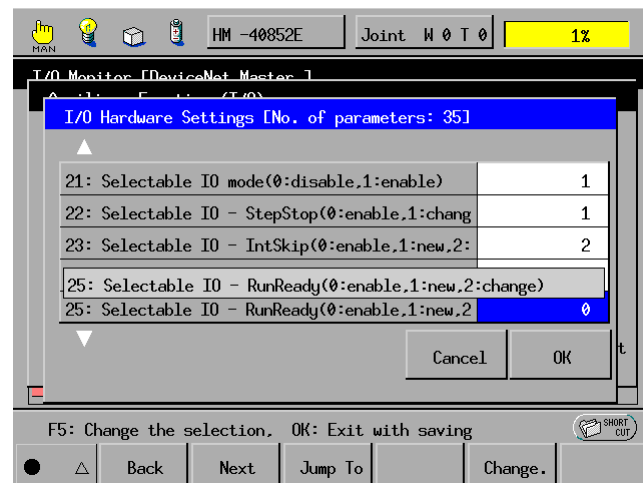 MAN
HM -40852E
Joint W 0 T 0
1%
I/O Monitor [DeviceNet Master ]
I/O Hardware Settings [No. of parameters: 35]
21: Selectable IO mode(0:disable,1:enable)
1
22: Selectable IO - StepStop(0:enable,1:chang
1
23: Selectable IO - IntSkip(0:enable,1:new,2:
2
25: Selectable IO - RunReady(0:enable,1:new,2:change)
25: Selectable IO - RunReady(0:enable,1:new,2
0
Cancel
OK
t
F5: Change the selection, OK: Exit with saving
SHORT
CUT
Back
Next
Jump To
Change.